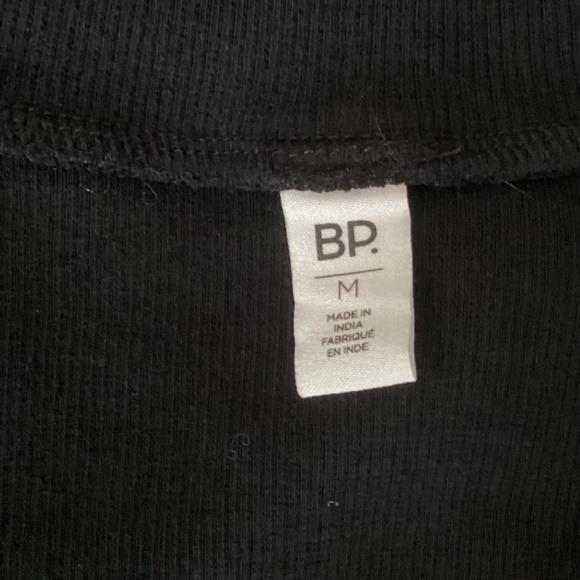 BP.
M
MADE IN
INDIA
FABRIQUÉ
EN INDE